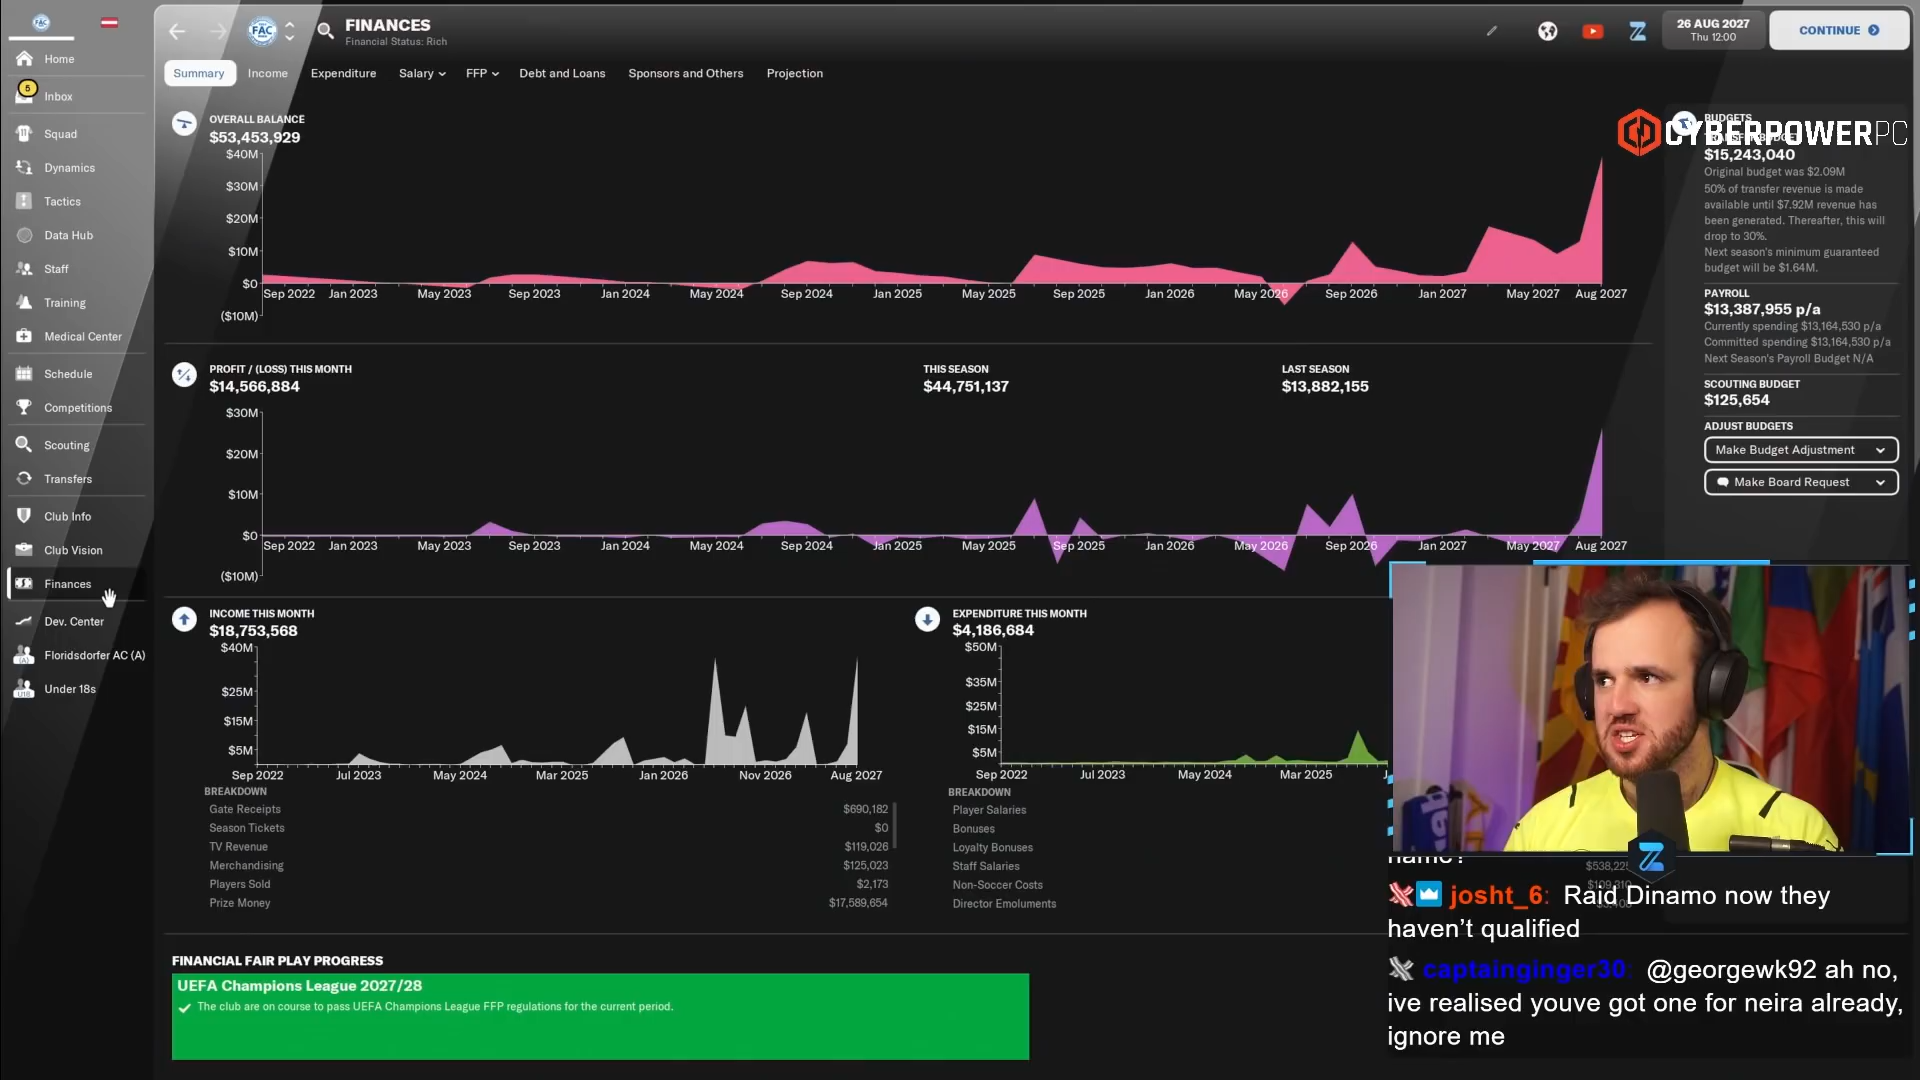 FINANCES
Financial Status: Rich
26 AUG 2027
Thu 12:00
CONTINUE
Home
5
Inbox
Squad
Dynamics
Tactics
Data Hub
Staff
Training
Medical Center
Schedule
Competitions
Scouting
Transfers
Club Info
Club Vision
Finances
Dev. Center
Floridsdorfer AC (A)
Under 18s
Summary
Income
Expenditure
Salary
FFP
Debt and Loans
Sponsors and Others
Projection
OVERALL BALANCE
$53,453,929
$40M
$30M
$20M
$10M
$0
($10M)
Sep 2022 Jan 2023 May 2023 Sep 2023 Jan 2024 May 2024 Sep 2024 Jan 2025 May 2025 Sep 2025 Jan 2026 May 2026 Sep 2026 Jan 2027 May 2027 Aug 2027
PROFIT / (LOSS) THIS MONTH
$14,566,884
THIS SEASON
$44,751,137
LAST SEASON
$13,882,155
$30M
$20M
$10M
$0
($10M)
Sep 2022 Jan 2023 May 2023 Sep 2023 Jan 2024 May 2024 Sep 2024 Jan 2025 May 2025 Sep 2025 Jan 2026 May 2026 Sep 2026 Jan 2027 May 2027 Aug 2027
INCOME THIS MONTH
$18,753,568
$40M
$25M
$15M
$5M
Sep 2022 Jul 2023 May 2024 Mar 2025 Jan 2026 Nov 2026 Aug 2027
BREAKDOWN
Gate Receipts $690,182
Season Tickets $0
TV Revenue $119,026
Merchandising $125,023
Players Sold $2,173
Prize Money $17,589,654
EXPENDITURE THIS MONTH
$4,186,684
$50M
$35M
$25M
$15M
$5M
Sep 2022 Jul 2023 May 2024 Mar 2025
BREAKDOWN
Player Salaries
Bonuses
Loyalty Bonuses
Staff Salaries
Non-Soccer Costs
Director Emoluments
FINANCIAL FAIR PLAY PROGRESS
UEFA Champions League 2027/28
The club are on course to pass UEFA Champions League FFP regulations for the current period.
CYBERPOWERPC
BUDGETS
$15,243,040
Original budget was $2.09M
50% of transfer revenue is made
available until $7.92M revenue has
been generated. Thereafter, this will
drop to 30%.
Next season's minimum guaranteed
budget will be $1.64M.
PAYROLL
$13,387,955 p/a
Currently spending $13,164,530 p/a
Committed spending $13,164,530 p/a
Next Season's Payroll Budget N/A
SCOUTING BUDGET
$125,654
ADJUST BUDGETS
Make Budget Adjustment
Make Board Request
name?
josht_6: Raid Dinamo now they
haven't qualified
captainginger30: @georgewk92 ah no,
ive realised youve got one for neira already,
ignore me